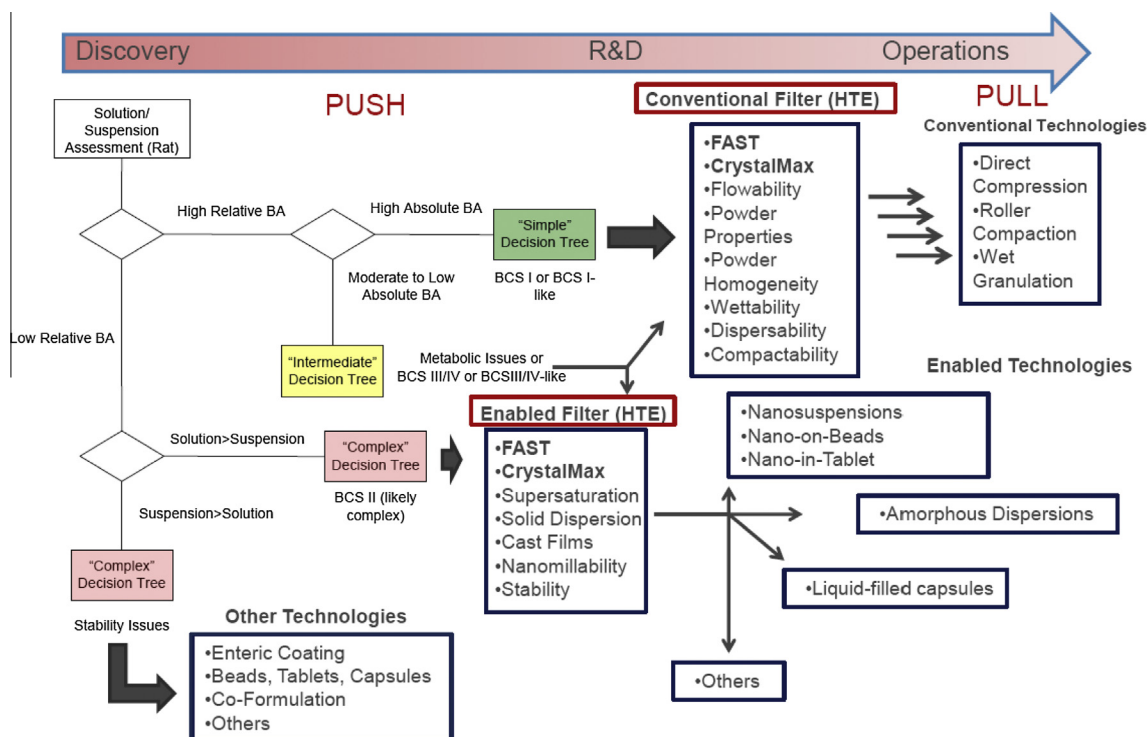 Discovery
R&D
Operations
PUSH
PULL
Solution/
Suspension
Assessment (Rat)
High Relative BA
High Absolute BA
"Simple"
Decision Tree
BCS I or BCS I-
like
Moderate to Low
Absolute BA
Low Relative BA
"Intermediate"
Decision Tree
Metabolic Issues or
BCS III/IV or BCSIII/IV-like
Conventional Filter (HTE)
•FAST
•CrystalMax
•Flowability
•Powder
Properties
•Powder
Homogeneity
•Wettability
•Dispersability
•Compactability
Conventional Technologies
•Direct
Compression
•Roller
Compaction
•Wet
Granulation
Solution>Suspension
"Complex"
Decision Tree
BCS II (likely
complex)
Suspension>Solution
"Complex"
Decision Tree
Stability Issues
Enabled Filter (HTE)
•FAST
•CrystalMax
•Supersaturation
•Solid Dispersion
•Cast Films
•Nanomillability
•Stability
Enabled Technologies
•Nanosuspensions
•Nano-on-Beads
•Nano-in-Tablet
•Amorphous Dispersions
•Liquid-filled capsules
•Others
Other Technologies
•Enteric Coating
•Beads, Tablets, Capsules
•Co-Formulation
•Others